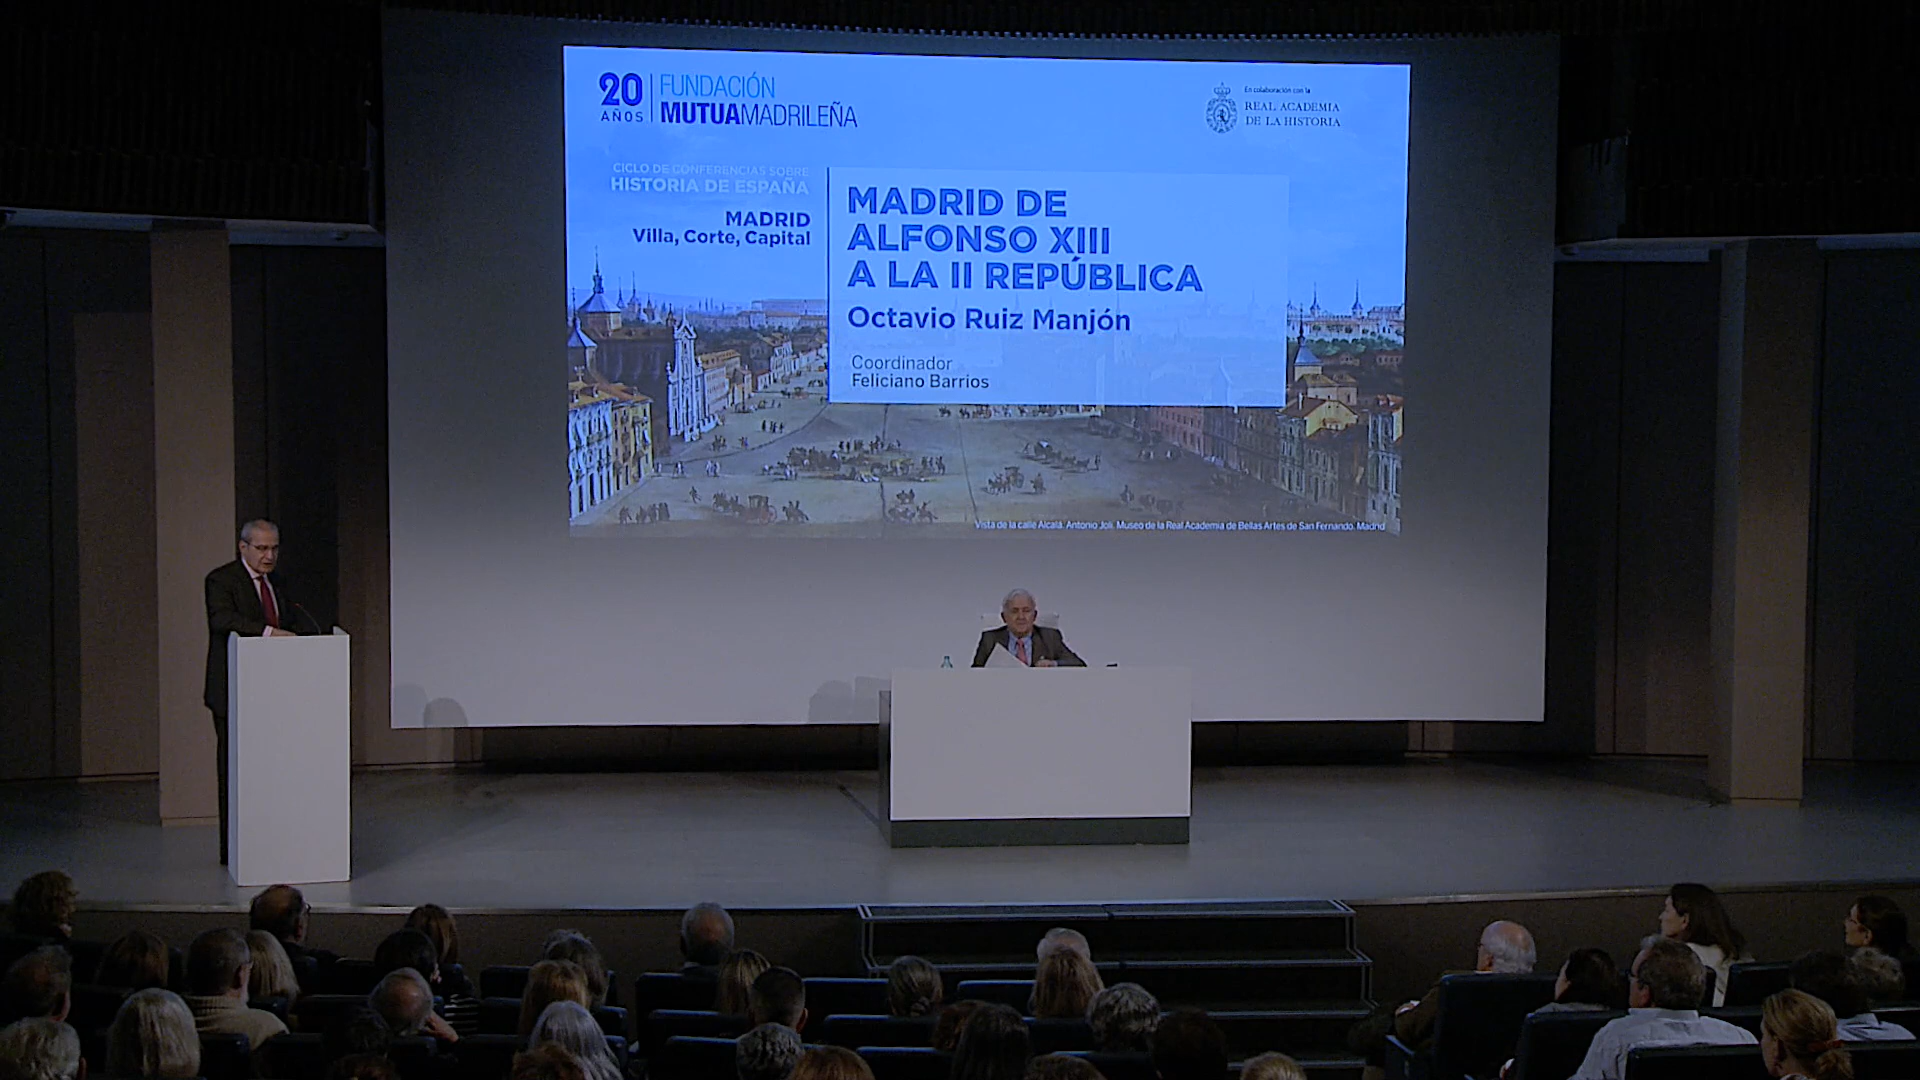 20 AÑOS
FUNDACIÓN
MUTUAMADRILEÑA
En colaboración con la
REAL ACADEMIA
DE LA HISTORIA
CICLO DE CONFERENCIAS SOBRE
HISTORIA DE ESPAÑA
MADRID
Villa, Corte, Capital
MADRID DE
ALFONSO XIII
A LA II REPÚBLICA
Octavio Ruiz Manjón
Coordinador
Feliciano Barrios
Vista de la calle Alcalá. Antonio Joli. Museo de la Real Academia de Bellas Artes de San Fernando. Madrid